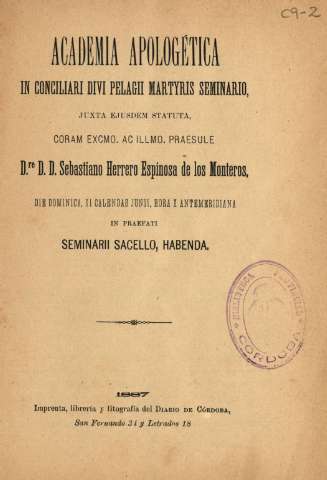 C9-2
ACADEMIA APOLOGÉTICA
IN CONCILIARI DIVI PELAGII MARTYRIS SEMINARIO,
JUXTA EJUSDEM STATUTA,
CORAM EXCMO. AC ILLMO. PRAESULE
D.re D. D. Sebastiano Herrero Espinosa de los Monteros,
DIE DOMINICA, II CALENDAS JUNII, HORA X ANTEMERIDIANA
IN PRAEFATI
SEMINARII SACELLO, HABENDA.
BIBLIOTECA PROVINCIAL
CÓRDOBA
1887
Imprenta, librería y litografía del DIARIO DE CÓRDOBA,
San Fernando 34 y Letrados 18